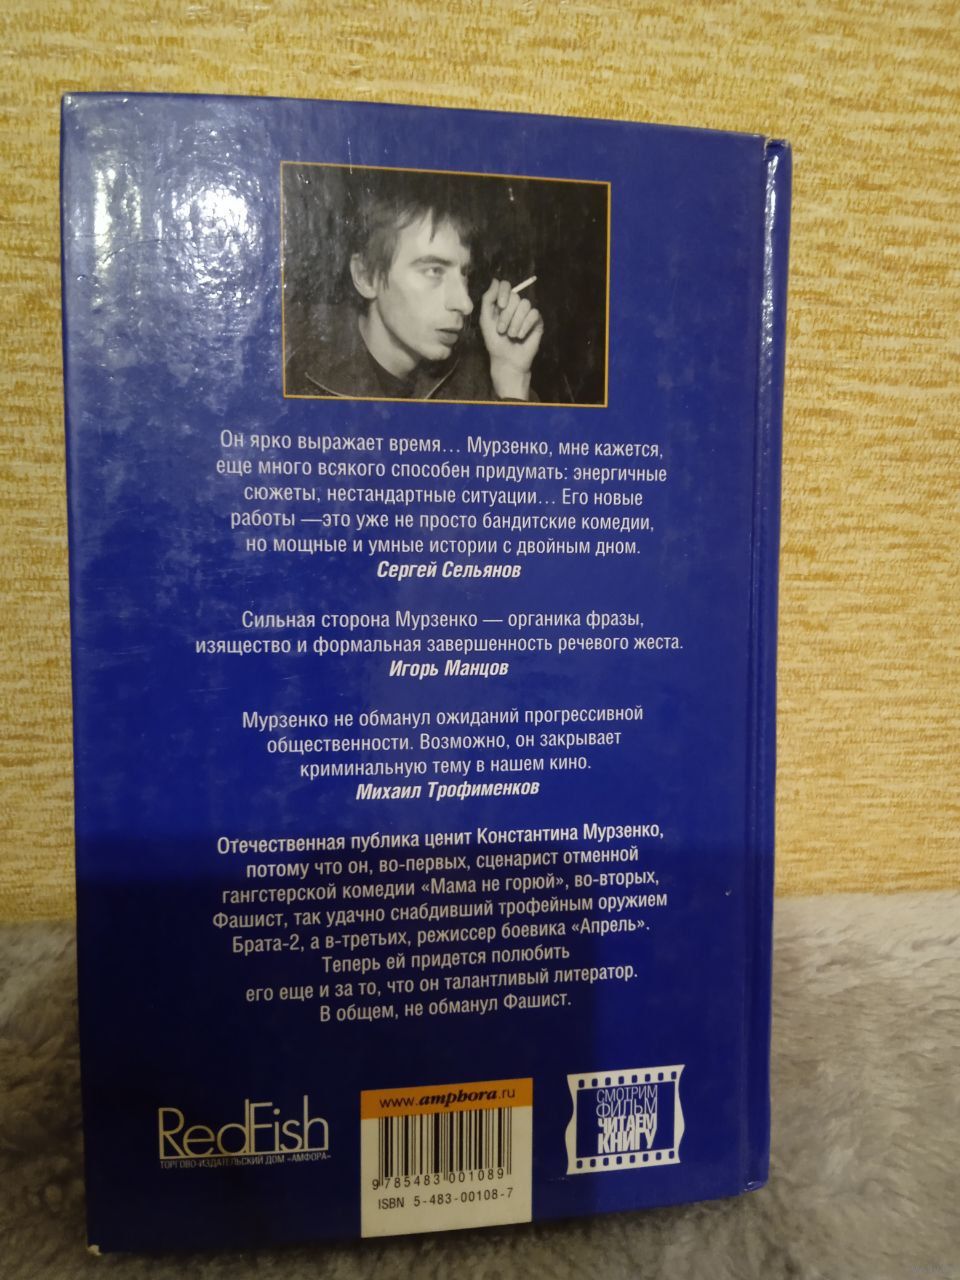 Он ярко выражает время... Мурзенко, мне кажется,
еще много всякого способен придумать: энергичные
сюжеты, нестандартные ситуации... Его новые
работы —это уже не просто бандитские комедии,
но мощные и умные истории с двойным дном.
Сергей Сельянов
Сильная сторона Мурзенко — органика фразы,
изящество и формальная завершенность речевого жеста.
Игорь Манцов
Мурзенко не обманул ожиданий прогрессивной
общественности. Возможно, он закрывает
криминальную тему в нашем кино.
Михаил Трофименков
Отечественная публика ценит Константина Мурзенко,
потому что он, во-первых, сценарист отменной
гангстерской комедии «Мама не горюй», во-вторых,
Фашист, так удачно снабдивший трофейным оружием
Брата-2, а в-третьих, режиссер боевика «Апрель».
Теперь ей придется полюбить
его еще и за то, что он талантливый литератор.
В общем, не обманул Фашист.
RedFish
ТОРГОВО-ИЗДАТЕЛЬСКИЙ ДОМ «АМФОРА»
www.amphora.ru
9785483001089
ISBN 5-483-00108-7
СМОТРИМ
ФИЛЬМ
ЧИТАЕМ
КНИГУ